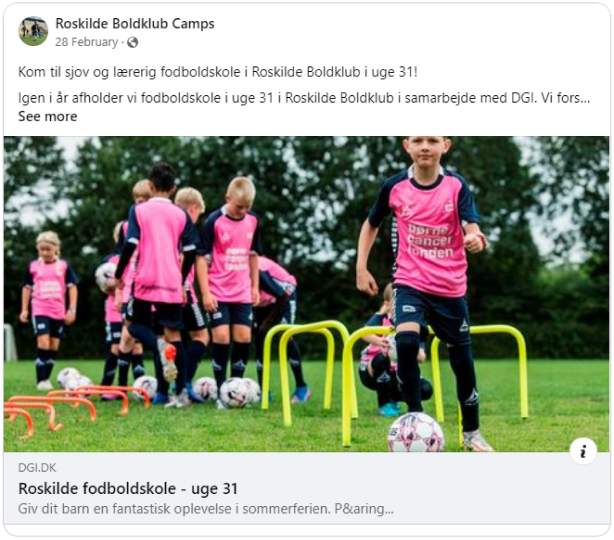 Roskilde Boldklub Camps
28 February ·
Kom til sjov og lærerig fodboldskole i Roskilde Boldklub i uge 31!
Igen i år afholder vi fodboldskole i uge 31 i Roskilde Boldklub i samarbejde med DGI. Vi fors...
See more
børne
cancer
fonden
DGI.DK
Roskilde fodboldskole - uge 31
Giv dit barn en fantastisk oplevelse i sommerferien. P&aring...